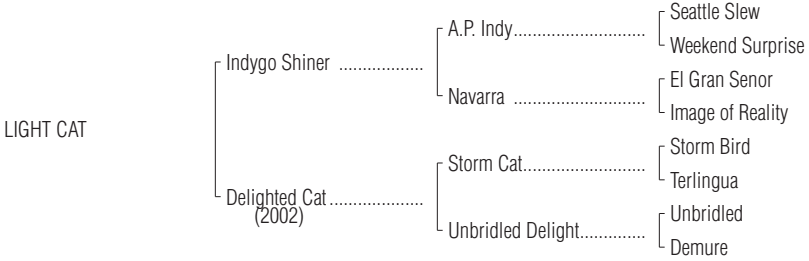 Seattle Slew
A.P. Indy
Weekend Surprise
Indygo Shiner
El Gran Senor
Navarra
Image of Reality
LIGHT CAT
Storm Bird
Storm Cat
Terlingua
Delighted Cat
(2002)
Unbridled
Unbridled Delight
Demure